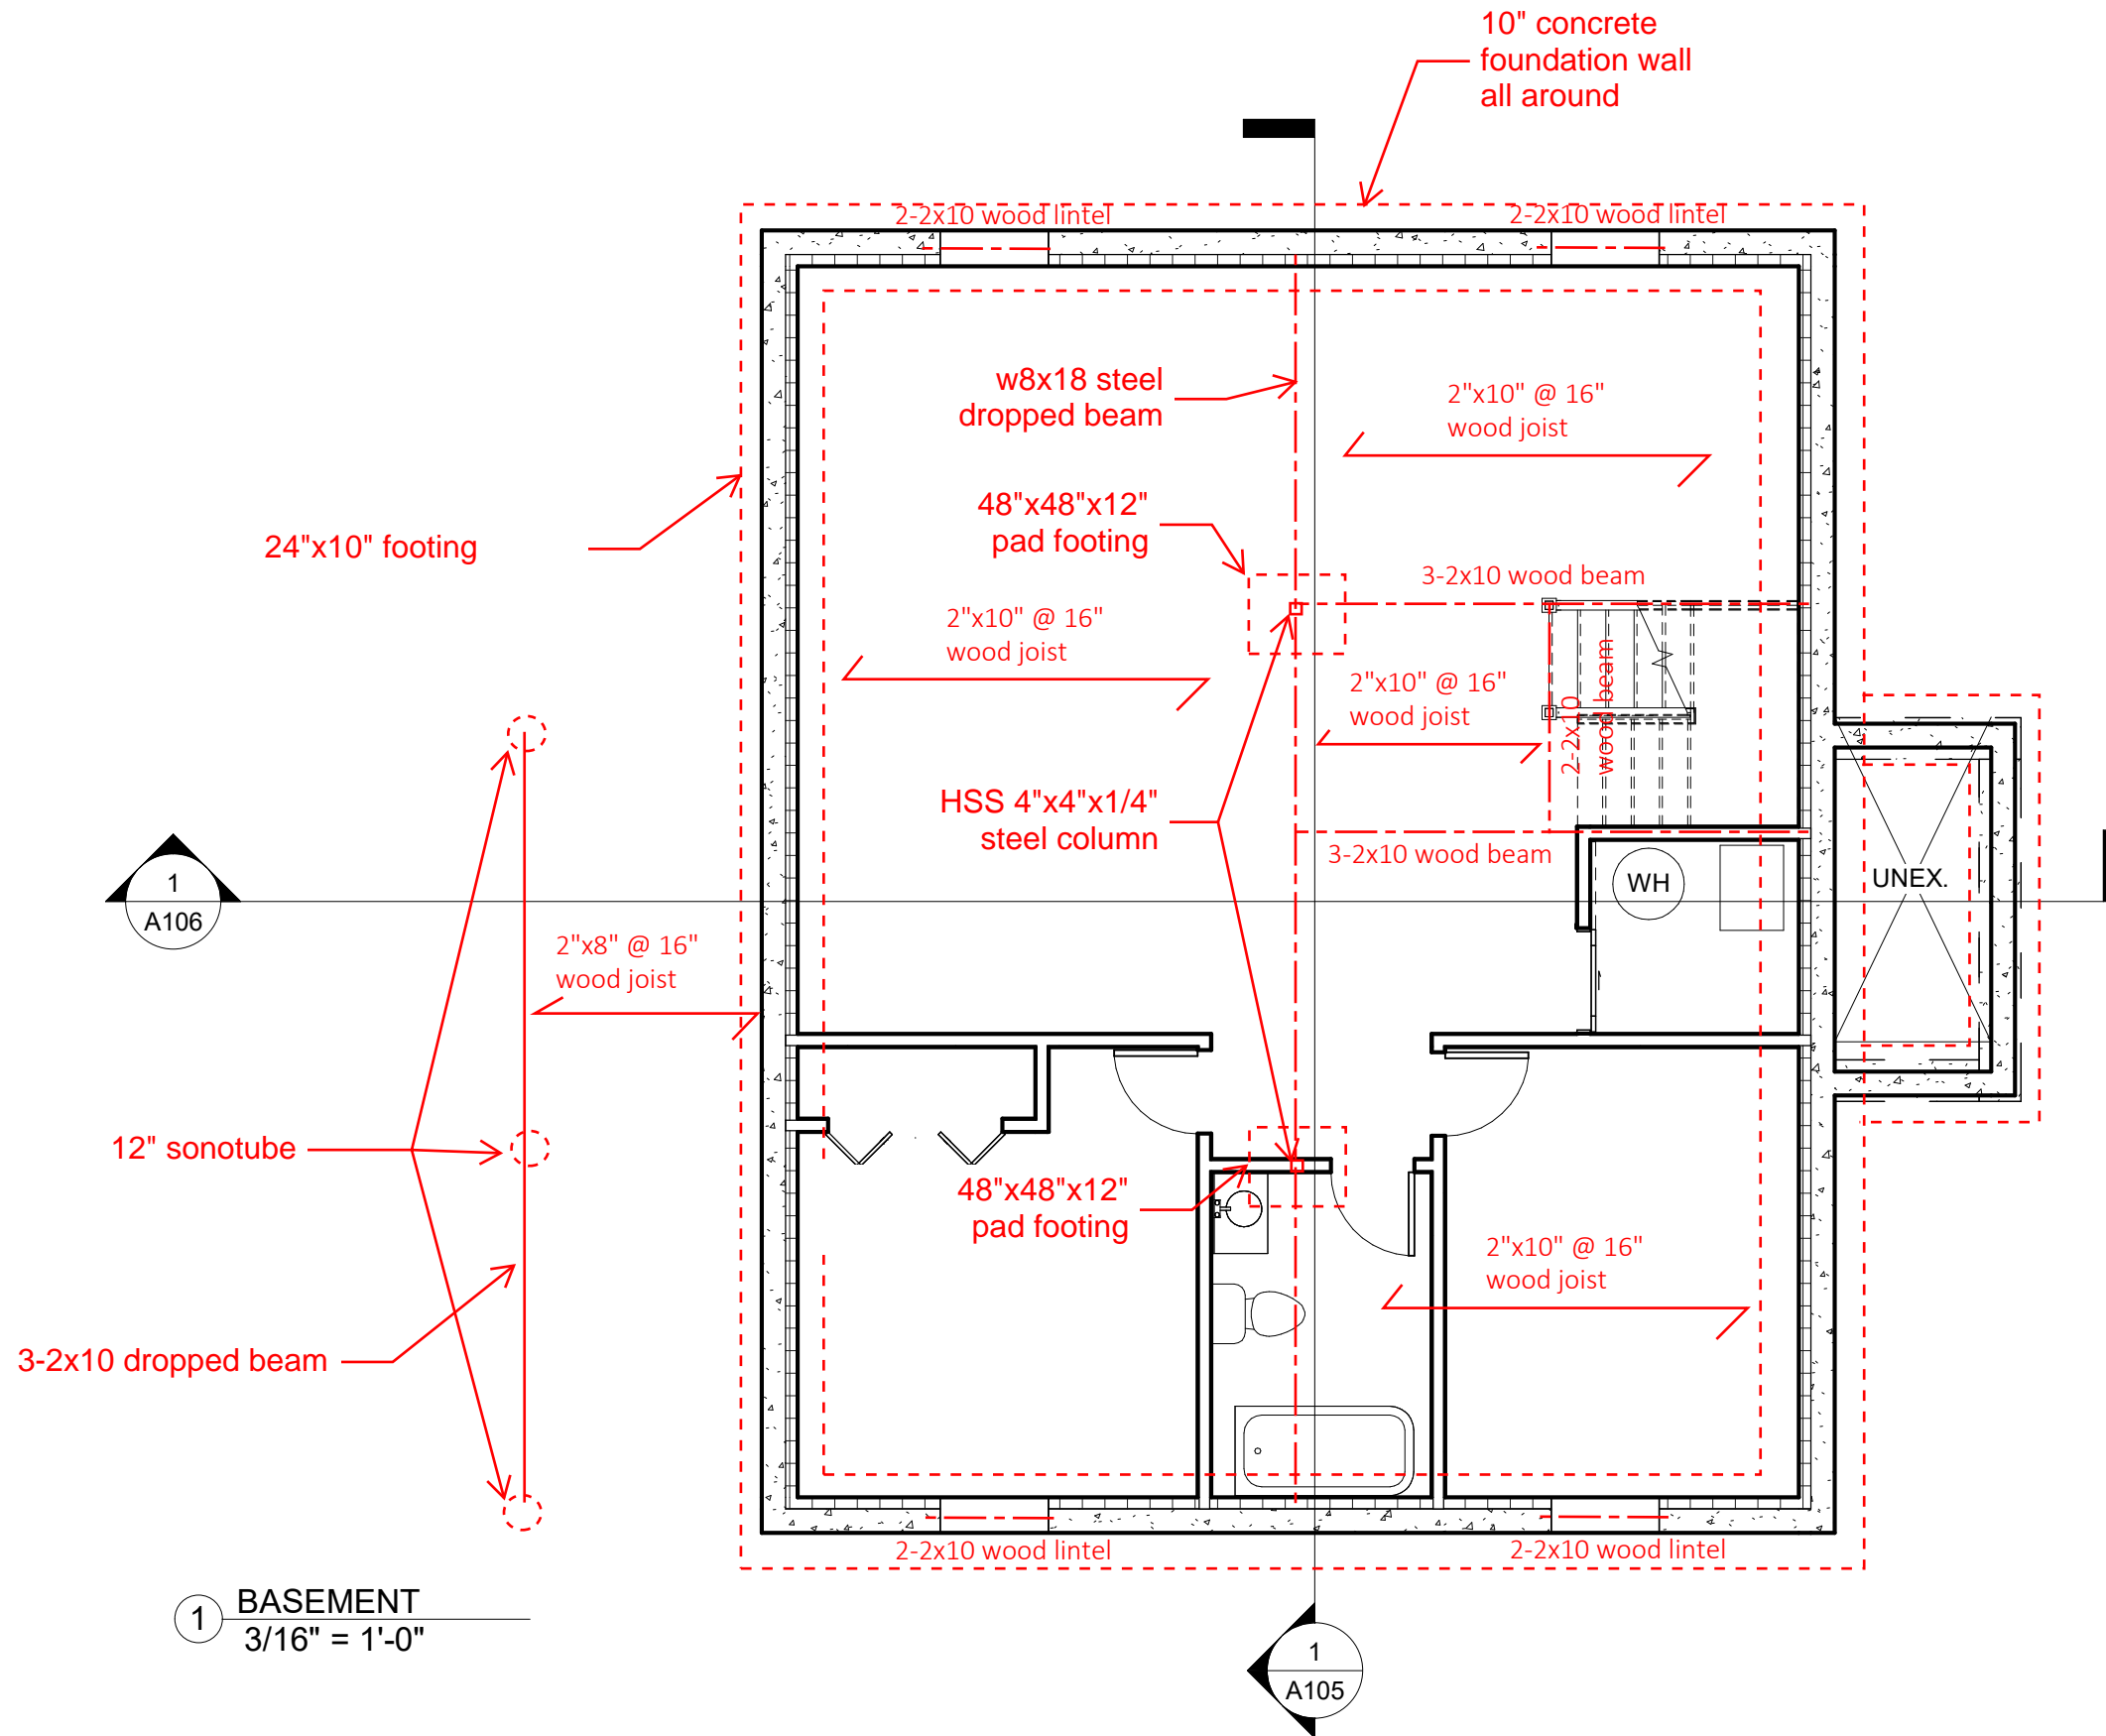 10" concrete
foundation wall
all around
2-2x10 wood lintel
2-2x10 wood lintel
w8x18 steel
dropped beam
2"x10" @ 16"
wood joist
48"x48"x12"
pad footing
24"x10" footing
3-2x10 wood beam
2"x10" @ 16"
wood joist
2"x10" @ 16"
wood joist
2-2x10
wood beam
HSS 4"x4"x1/4"
steel column
3-2x10 wood beam
WH
UNEX.
1
A106
2"x8" @ 16"
wood joist
12" sonotube
48"x48"x12"
pad footing
2"x10" @ 16"
wood joist
3-2x10 dropped beam
2-2x10 wood lintel
2-2x10 wood lintel
1
BASEMENT
3/16" = 1'-0"
1
A105